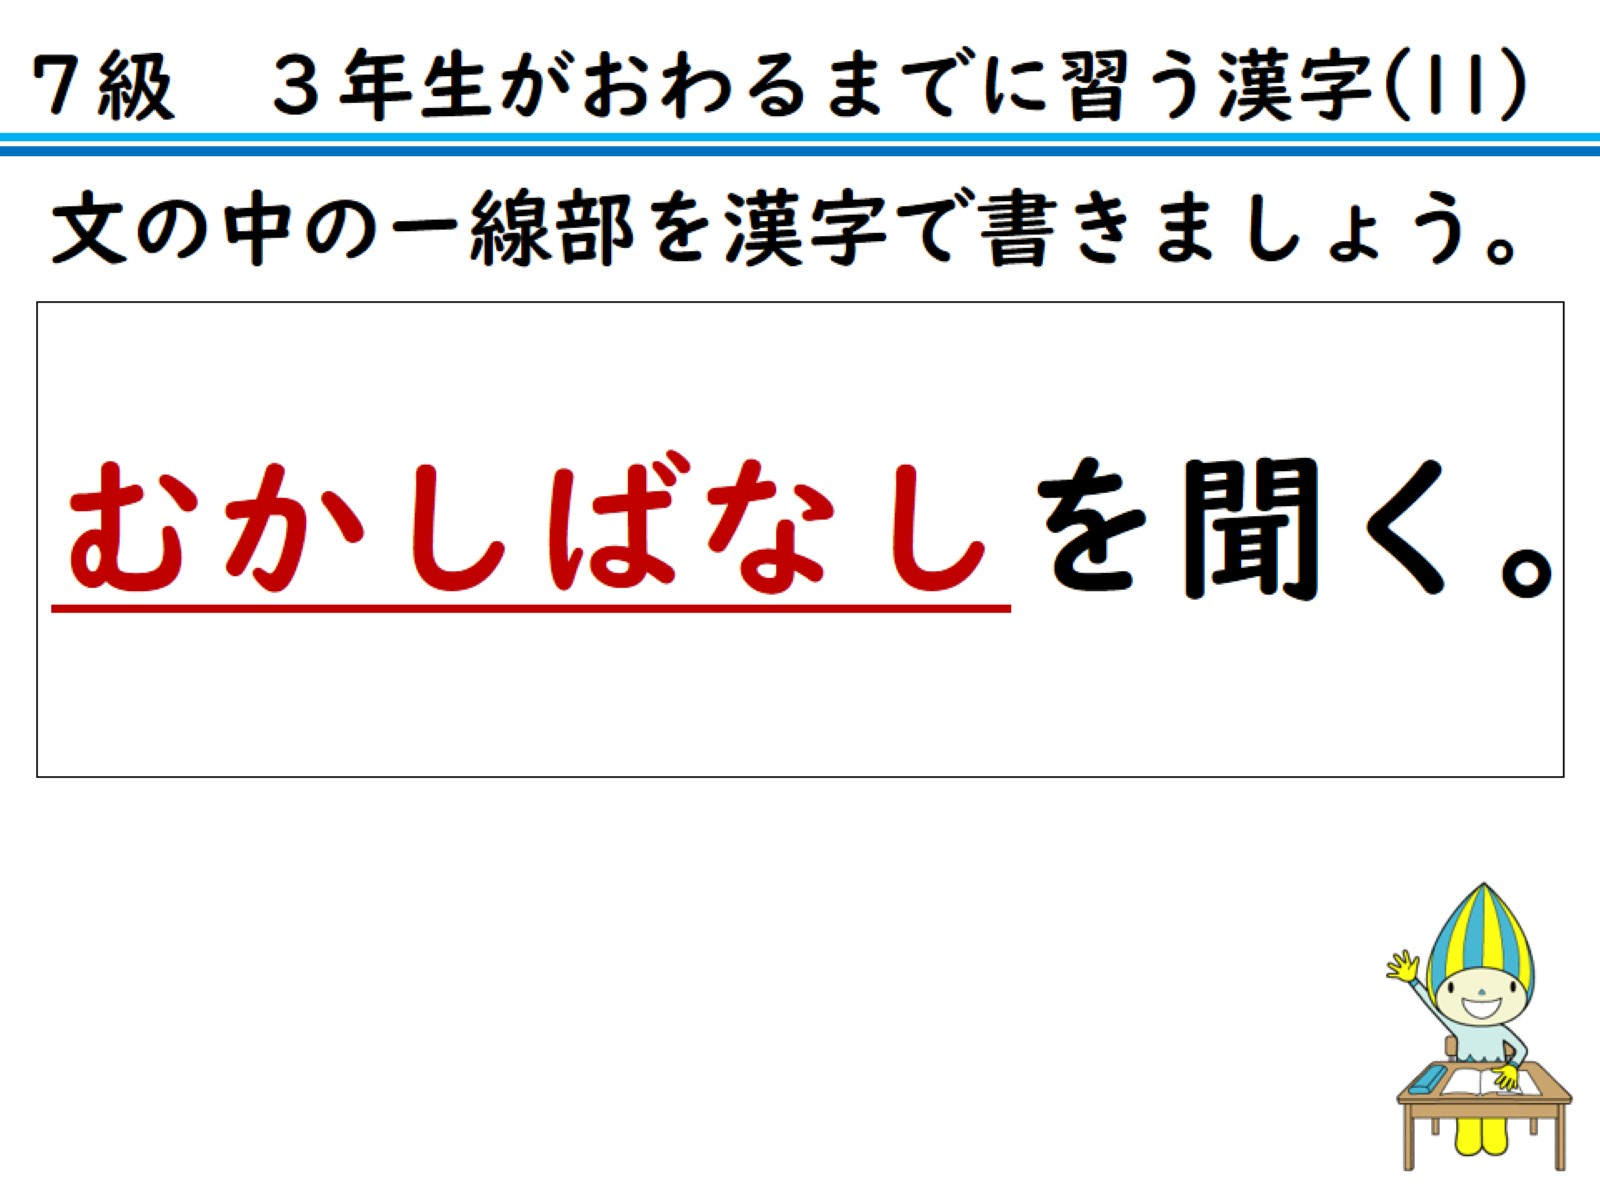 ７級　３年生がおわるまでに習う漢字(11)
文の中の―線部を漢字で書きましょう。
むかしばなしを聞く。